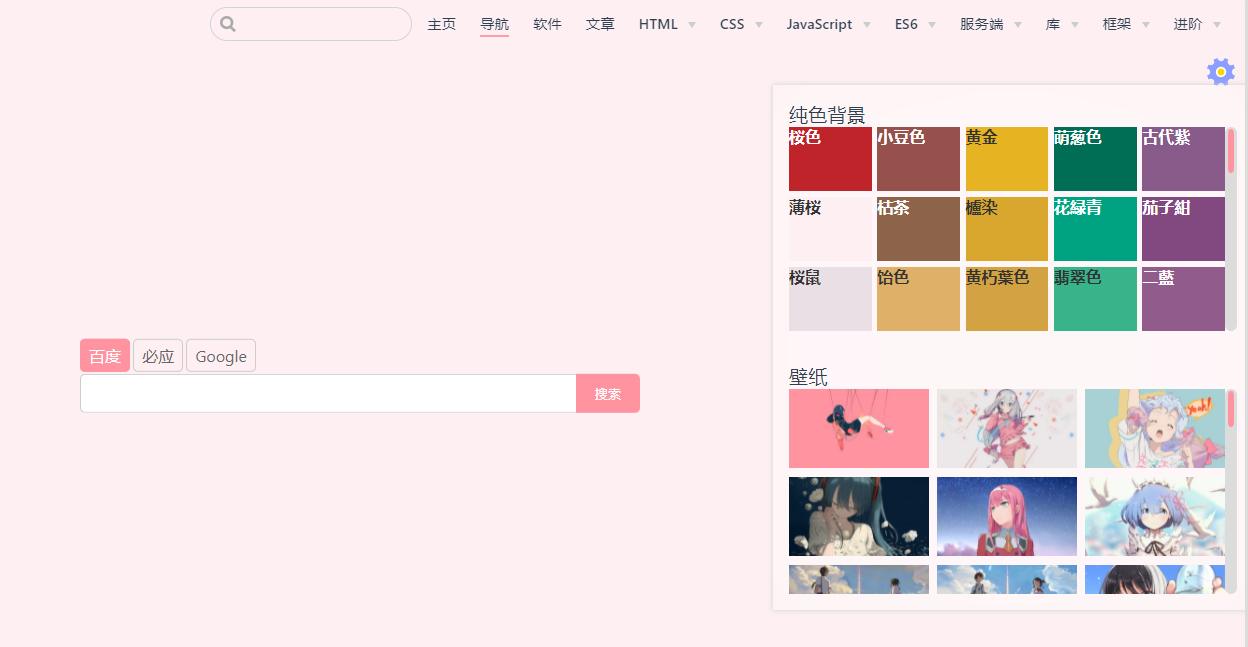 主页 导航 软件 文章 HTML CSS JavaScript ES6 服务端 库 框架 进阶
纯色背景
桜色 小豆色 黄金 萌葱色 古代紫
薄桜 枯茶 櫨染 花緑青 茄子紺
桜鼠 饴色 黄朽葉色 翡翠色 二藍
百度 必应 Google
搜索
壁纸
Yeah!